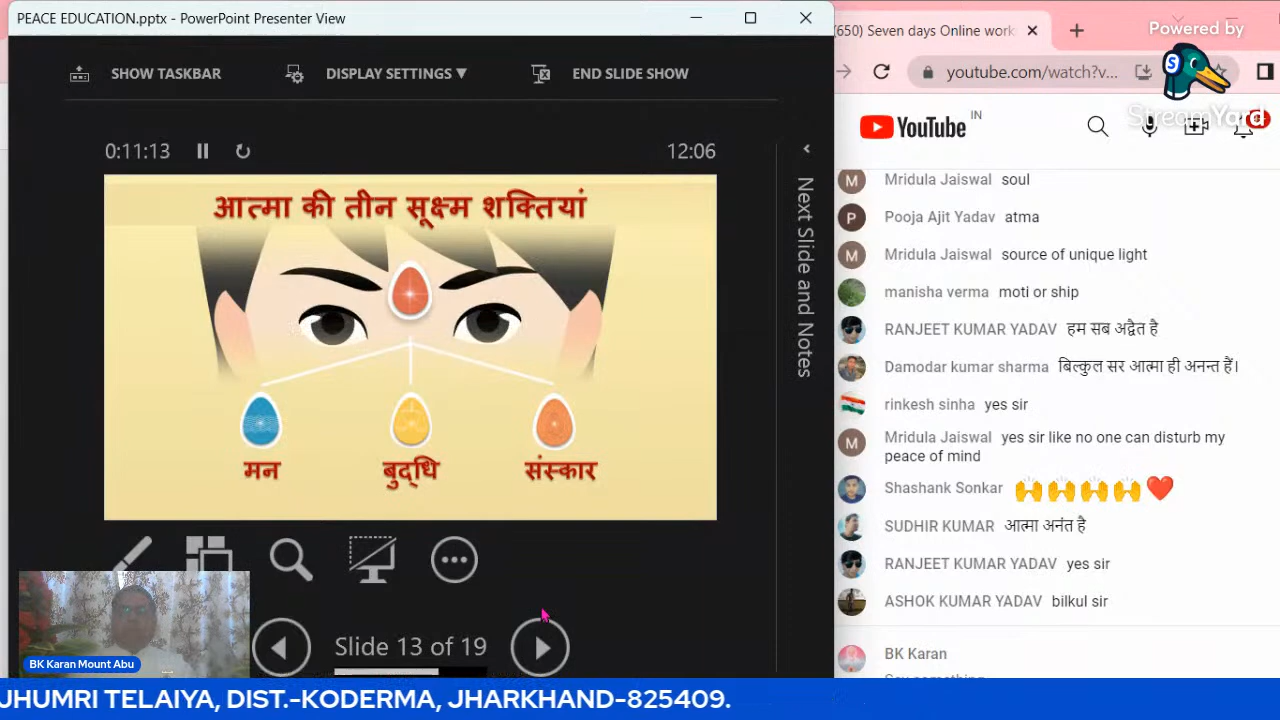 PEACE EDUCATION.pptx - PowerPoint Presenter View
SHOW TASKBAR
DISPLAY SETTINGS ▼
END SLIDE SHOW
0:11:13
12:06
आत्मा की तीन सूक्ष्म शक्तियां
मन
बुद्धि
संस्कार
Next Slide and Notes
Slide 13 of 19
BK Karan Mount Abu
(650) Seven days Online work
Powered by
StreamYard
youtube.com/watch?v...
YouTube IN
M Mridula Jaiswal soul
P Pooja Ajit Yadav atma
M Mridula Jaiswal source of unique light
manisha verma moti or ship
RANJEET KUMAR YADAV हम सब अद्वैत है
Damodar kumar sharma बिल्कुल सर आत्मा ही अनन्त हैं।
rinkesh sinha yes sir
M Mridula Jaiswal yes sir like no one can disturb my
peace of mind
Shashank Sonkar 🙌🙌🙌🙌❤️
SUDHIR KUMAR आत्मा अनंत है
RANJEET KUMAR YADAV yes sir
ASHOK KUMAR YADAV bilkul sir
BK Karan
JHUMRI TELAIYA, DIST.-KODERMA, JHARKHAND-825409.